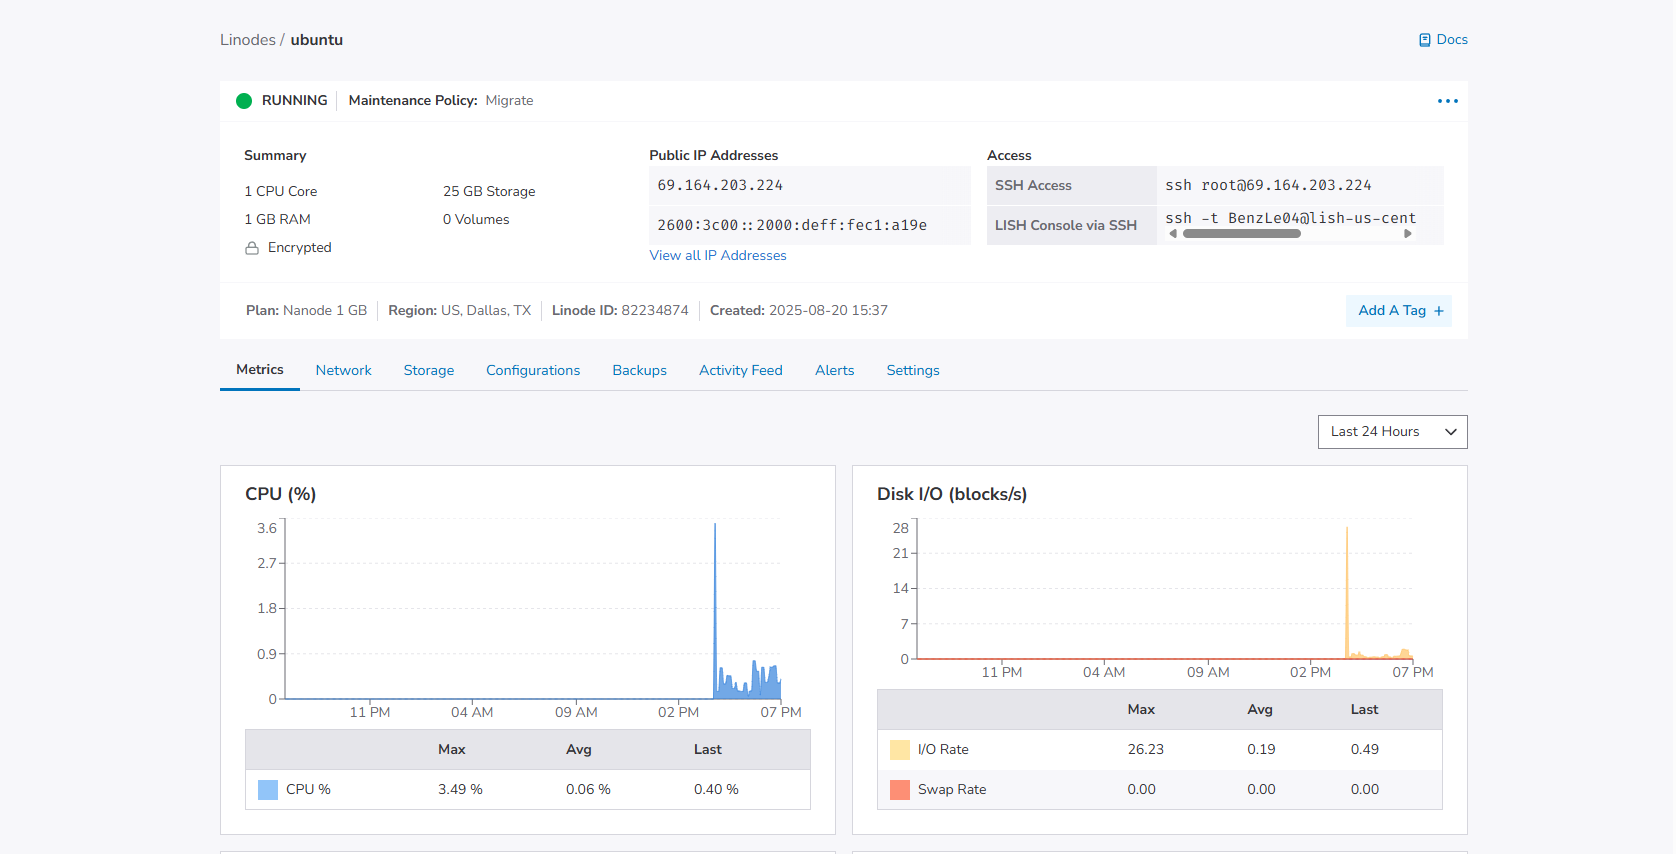 Linodes / ubuntu
Docs
RUNNING Maintenance Policy: Migrate
Summary
1 CPU Core 25 GB Storage
1 GB RAM 0 Volumes
Encrypted
Public IP Addresses
69.164.203.224
2600:3c00::2000:deff:fec1:a19e
View all IP Addresses
Access
SSH Access ssh root@69.164.203.224
LISH Console via SSH ssh -t BenzLe04@lish-us-cent
Plan: Nanode 1 GB Region: US, Dallas, TX Linode ID: 82234874 Created: 2025-08-20 15:37
Add A Tag +
Metrics Network Storage Configurations Backups Activity Feed Alerts Settings
Last 24 Hours
CPU (%)
3.6
2.7
1.8
0.9
0
11 PM 04 AM 09 AM 02 PM 07 PM
Max Avg Last
CPU % 3.49 % 0.06 % 0.40 %
Disk I/O (blocks/s)
28
21
14
7
0
11 PM 04 AM 09 AM 02 PM 07 PM
Max Avg Last
I/O Rate 26.23 0.19 0.49
Swap Rate 0.00 0.00 0.00